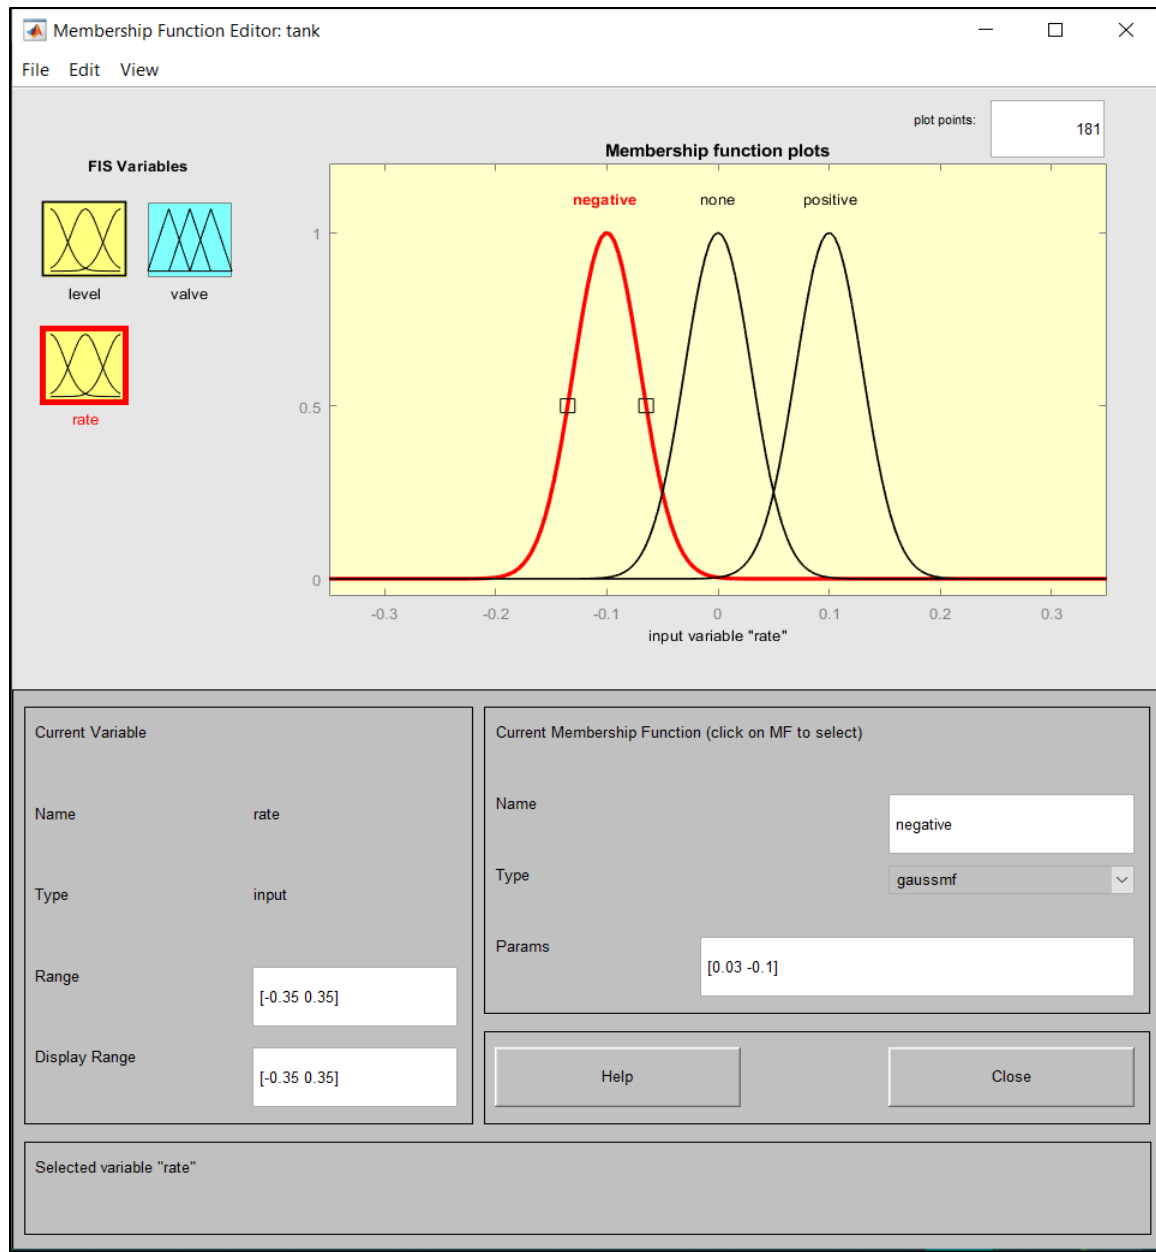 Membership Function Editor: tank
File Edit View
plot points:
181
FIS Variables
Membership function plots
level
valve
rate
negative
none
positive
1
0.5
0
-0.3
-0.2
-0.1
0
0.1
0.2
0.3
input variable "rate"
Current Variable
Name
rate
Type
input
Range
[-0.35 0.35]
Display Range
[-0.35 0.35]
Current Membership Function (click on MF to select)
Name
negative
Type
gaussmf
Params
[0.03 -0.1]
Help
Close
Selected variable "rate"